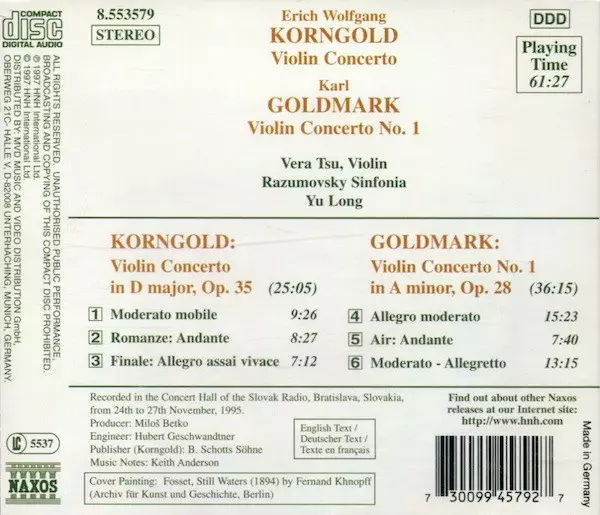 COMPACT
disc
DIGITAL AUDIO
8.553579
STEREO
Erich Wolfgang
KORNGOLD
Violin Concerto
Karl
GOLDMARK
Violin Concerto No. 1
Vera Tsu, Violin
Razumovsky Sinfonia
Yu Long
DDD
Playing
Time
61:27
ALL RIGHTS RESERVED. UNAUTHORISED PUBLIC PERFORMANCE,
BROADCASTING AND COPYING OF THIS COMPACT DISC PROHIBITED.
℗ 1997 HNH International Ltd.
© 1997 HNH International Ltd.
DISTRIBUTED BY: MVD MUSIC AND VIDEO DISTRIBUTION GmbH,
OBERWEG 21C- HALLE V, D-82008 UNTERHACHING, MUNICH, GERMANY.
KORNGOLD:
Violin Concerto
in D major, Op. 35 (25:05)
1 Moderato mobile 9:26
2 Romanze: Andante 8:27
3 Finale: Allegro assai vivace 7:12
GOLDMARK:
Violin Concerto No. 1
in A minor, Op. 28 (36:15)
4 Allegro moderato 15:23
5 Air: Andante 7:40
6 Moderato - Allegretto 13:15
Recorded in the Concert Hall of the Slovak Radio, Bratislava, Slovakia,
from 24th to 27th November, 1995.
Producer: Miloš Betko
Engineer: Hubert Geschwandtner
Publisher (Korngold): B. Schotts Söhne
Music Notes: Keith Anderson
English Text /
Deutscher Text /
Texte en français
Cover Painting: Fosset, Still Waters (1894) by Fernand Khnopff
(Archiv für Kunst und Geschichte, Berlin)
LC 5537
NAXOS
Find out about other Naxos
releases at our Internet site:
http://www.hnh.com
7 30099 45792 7
Made in Germany